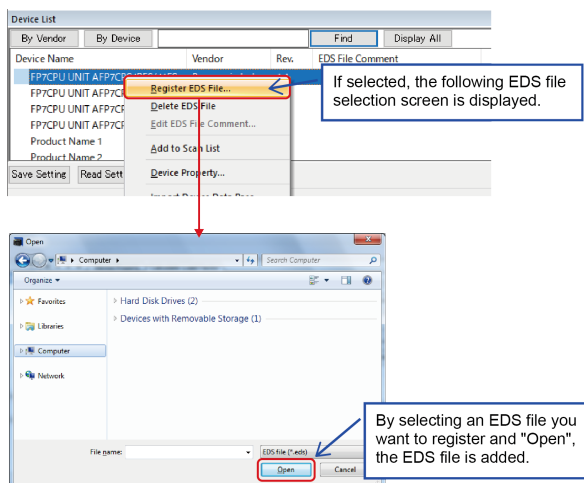 Device List
By Vendor By Device Find Display All
Device Name Vendor Rev. EDS File Comment
FP7CPU UNIT
FP7CPU UNIT
Register EDS File...
If selected, the following EDS file
selection screen is displayed.
FP7CPU UNIT
Delete EDS File
FP7CPU UNIT
Edit EDS File Comment...
Product Name 1
Add to Scan List
Product Name 2
Save Setting Read Sett
Device Property...
Open
Computer
Search Computer
Organize
Favorites
Hard Disk Drives (2)
Devices with Removable Storage (1)
Libraries
Computer
Network
By selecting an EDS file you
want to register and "Open",
the EDS file is added.
File name: EDS file (*.eds)
Open Cancel